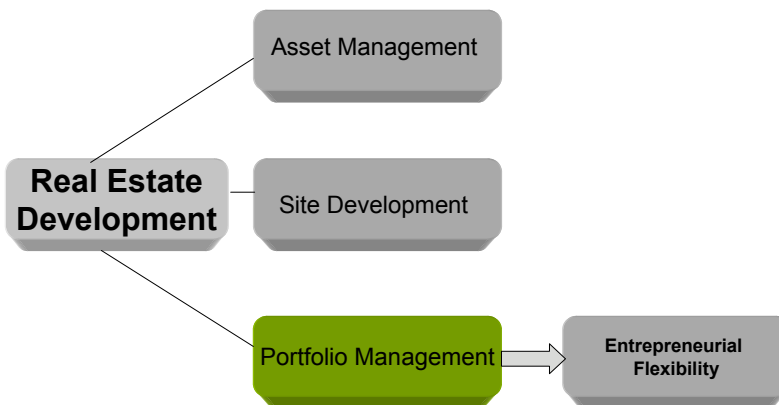 Asset Management
Real Estate
Development
Site Development
Portfolio Management
Entrepreneurial
Flexibility